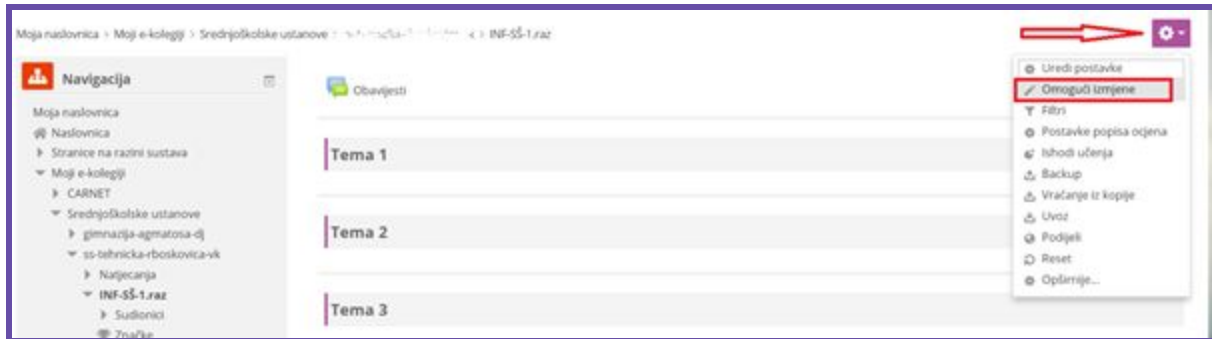 Moja naslovnica > Moji e-kolegiji > Srednjoškolske ustanove > INF-SŠ-1.raz
Navigacija
Moja naslovnica
Naslovnica
Stranice na razini sustava
Moji e-kolegiji
CARNET
Srednjoškolske ustanove
gimnazija-agmatosa-dj
ss-tehnicka-rboskovica-vk
Natjecanja
INF-SŠ-1.raz
Sudionici
Značke
Obavijesti
Tema 1
Tema 2
Tema 3
Uredi postavke
Omogući izmjene
Filtri
Postavke popisa ocjena
Ishodi učenja
Backup
Vraćanje iz kopije
Uvoz
Podijeli
Reset
Opširnije...